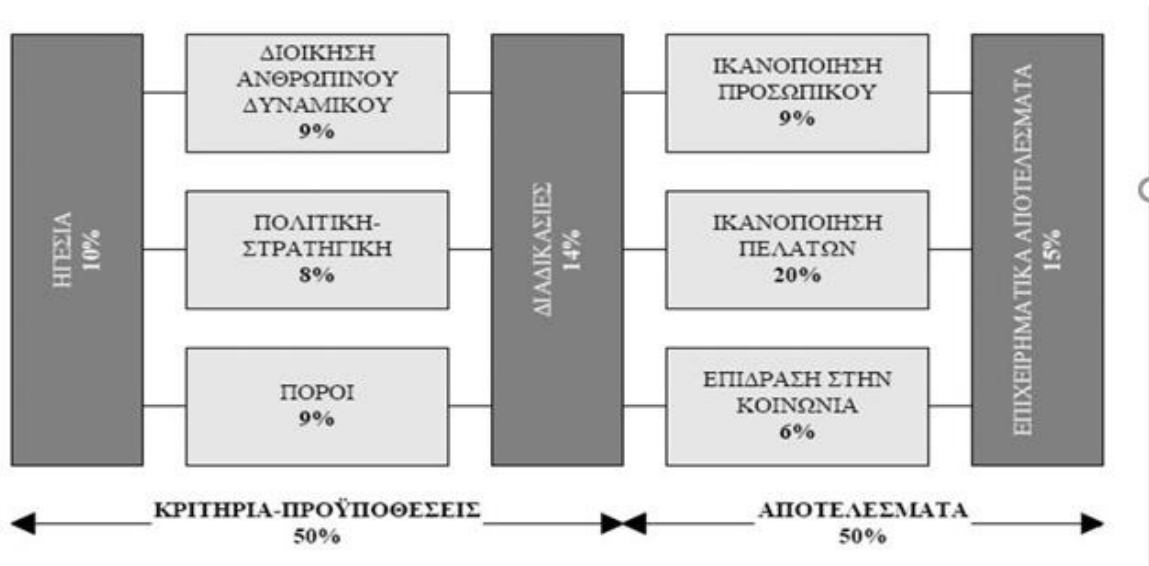 ΗΓΕΣΙΑ
10%
ΔΙΟΙΚΗΣΗ
ΑΝΘΡΩΠΙΝΟΥ
ΔΥΝΑΜΙΚΟΥ
9%
ΠΟΛΙΤΙΚΗ-
ΣΤΡΑΤΗΓΙΚΗ
8%
ΠΟΡΟΙ
9%
ΔΙΑΔΙΚΑΣΙΕΣ
14%
ΙΚΑΝΟΠΟΙΗΣΗ
ΠΡΟΣΩΠΙΚΟΥ
9%
ΙΚΑΝΟΠΟΙΗΣΗ
ΠΕΛΑΤΩΝ
20%
ΕΠΙΔΡΑΣΗ ΣΤΗΝ
ΚΟΙΝΩΝΙΑ
6%
ΕΠΙΧΕΙΡΗΜΑΤΙΚΑ ΑΠΟΤΕΛΕΣΜΑΤΑ
15%
ΚΡΙΤΗΡΙΑ-ΠΡΟΫΠΟΘΕΣΕΙΣ
50%
ΑΠΟΤΕΛΕΣΜΑΤΑ
50%